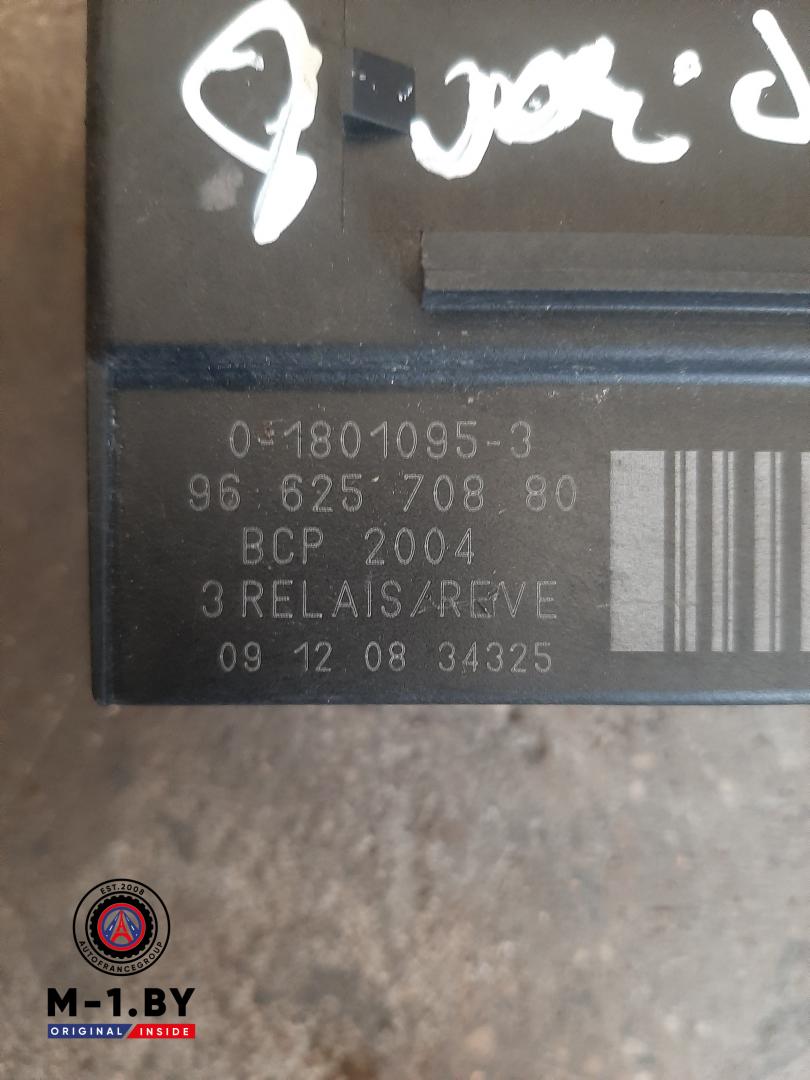 0-1801095-3
96 625 708 80
BCP 2004
3 RELAIS/REVE
09 12 08 34325
EST.2008
AUTOFRANCEGROUP
M-1.BY
ORIGINAL INSIDE